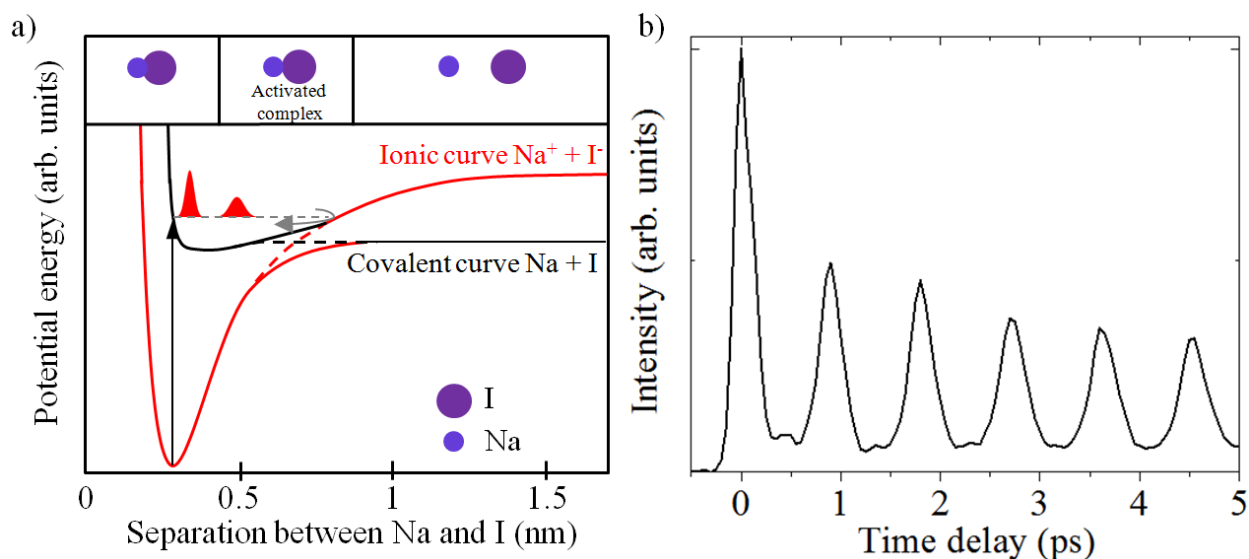 a)
Potential energy (arb. units)
Activated
complex
Ionic curve Na⁺ + I⁻
Covalent curve Na + I
I
Na
0
0.5
1
1.5
Separation between Na and I (nm)
b)
Intensity (arb. units)
0
1
2
3
4
5
Time delay (ps)